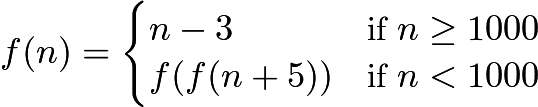 f(n) = { n − 3 if n ≥ 1000
f(f(n + 5)) if n < 1000